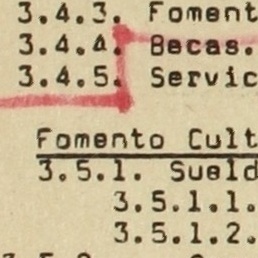 3.4.3. Foment
3.4.4. Becas.
3.4.5. Servic
Fomento Cult
3.5.1. Sueld
3.5.1.1.
3.5.1.2.